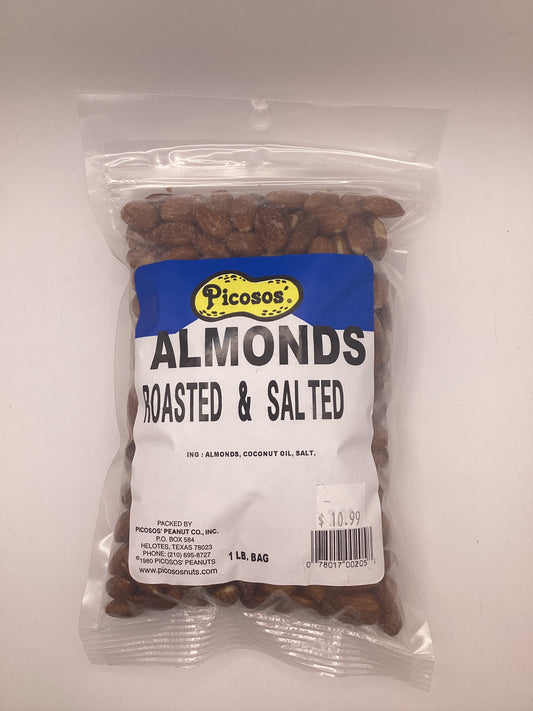 Picosos'
ALMONDS
ROASTED & SALTED
ING : ALMONDS, COCONUT OIL, SALT,
$ 10.99
PACKED BY
PICOSOS' PEANUT CO., INC.
P.O. BOX 584
HELOTES, TEXAS 78023
PHONE: (210) 695-8727
©1980 PICOSOS' PEANUTS
www.picososnuts.com
1 LB. BAG
0 78017 00205